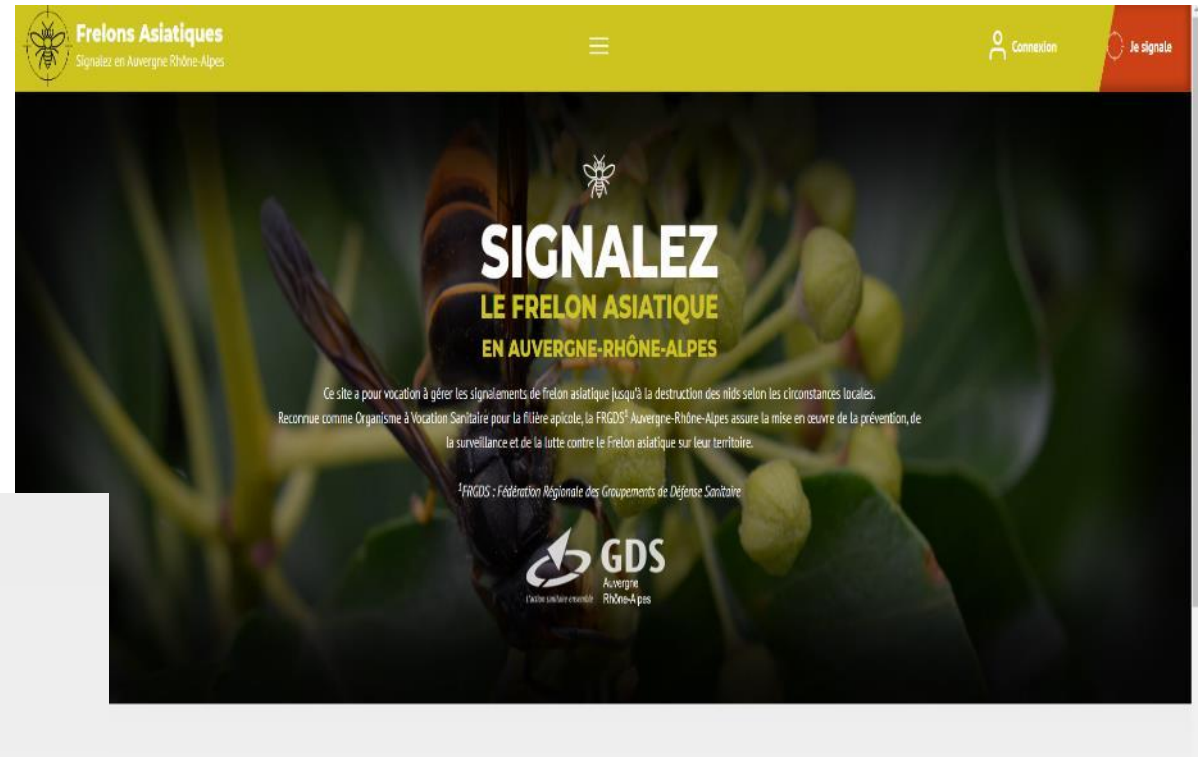 Frelons Asiatiques
Signalez en Auvergne Rhône-Alpes
Connexion
Je signale
SIGNALEZ
LE FRELON ASIATIQUE
EN AUVERGNE-RHÔNE-ALPES
Ce site a pour vocation à gérer les signalements de frelon asiatique jusqu'à la destruction des nids selon les circonstances locales.
Reconnue comme Organisme à Vocation Sanitaire pour la filière apicole, la FRGDS¹ Auvergne-Rhône-Alpes assure la mise en œuvre de la prévention, de
la surveillance et de la lutte contre le Frelon asiatique sur leur territoire.
¹FRGDS : Fédération Régionale des Groupements de Défense Sanitaire
GDS
Auvergne
Rhône-Alpes
l'action sanitaire ensemble